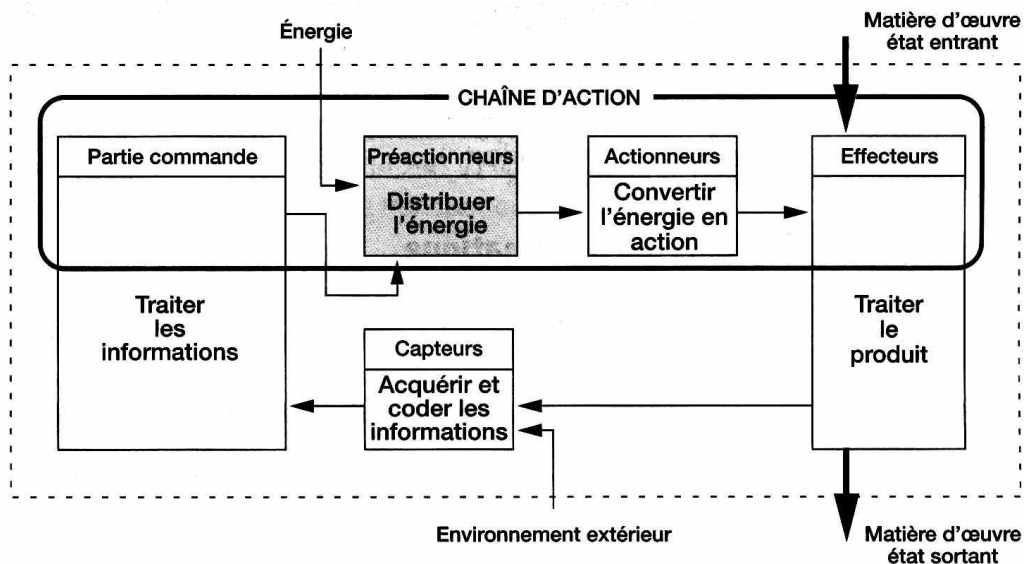 Énergie
Matière d'œuvre
état entrant
CHAÎNE D'ACTION
Partie commande
Préactionneurs
Distribuer
l'énergie
Actionneurs
Convertir
l'énergie en
action
Effecteurs
Traiter
les
informations
Capteurs
Acquérir et
coder les
informations
Traiter
le
produit
Environnement extérieur
Matière d'œuvre
état sortant